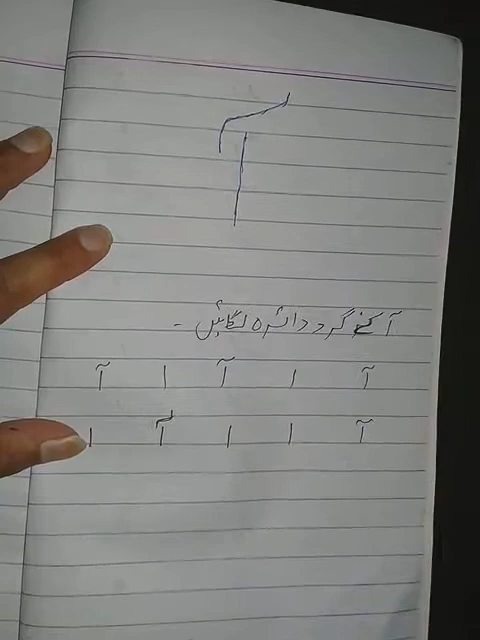 آ
آ کے گرد دائرہ لگائیں ۔
آ ا آ ا آ
آ ا ا آ ا